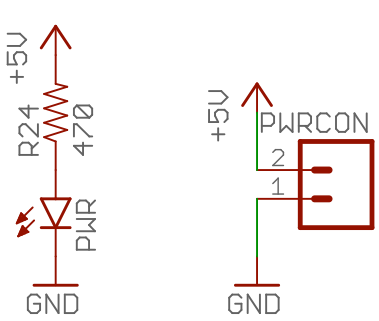 +5V
R24
470
PWR
GND
+5V
PWRCON
2
1
GND